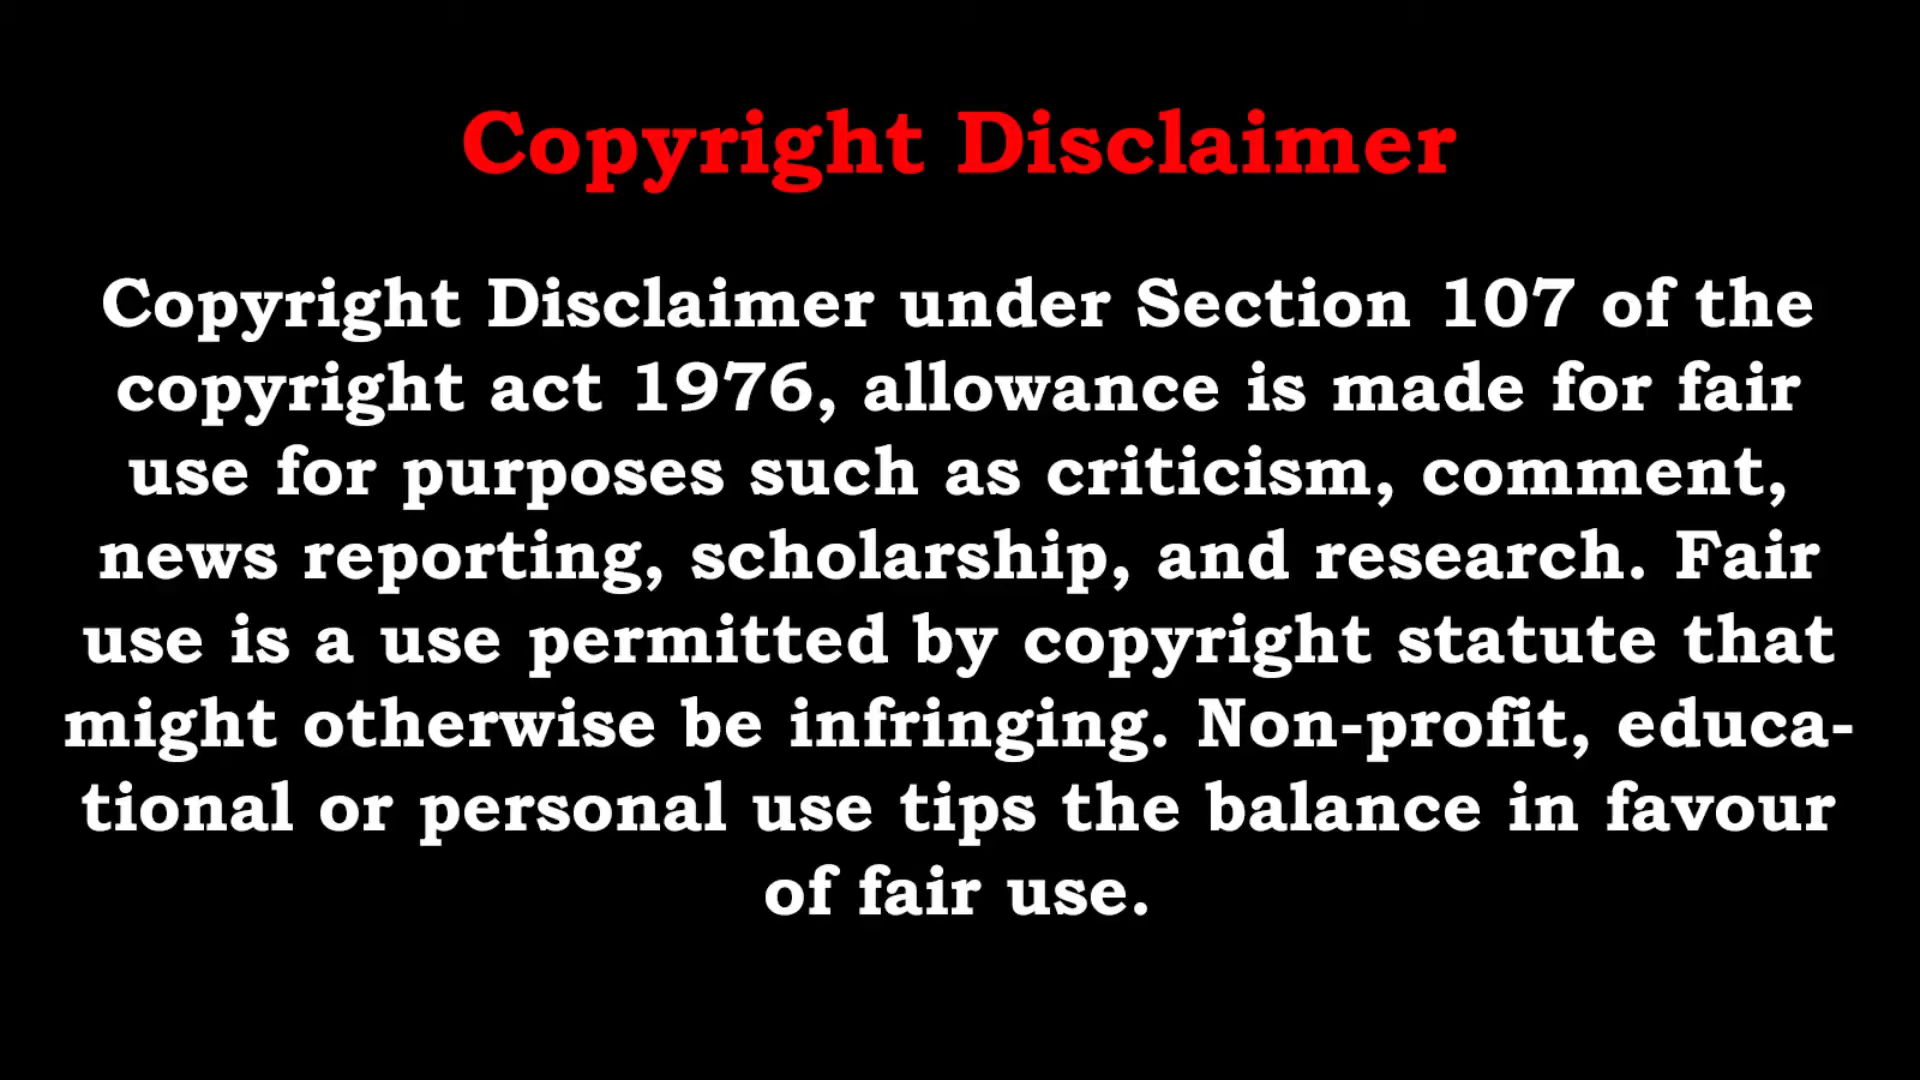 Copyright Disclaimer
Copyright Disclaimer under Section 107 of the
copyright act 1976, allowance is made for fair
use for purposes such as criticism, comment,
news reporting, scholarship, and research. Fair
use is a use permitted by copyright statute that
might otherwise be infringing. Non-profit, educa-
tional or personal use tips the balance in favour
of fair use.